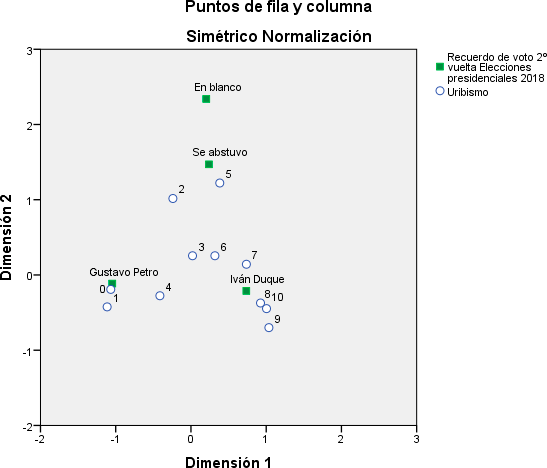 Puntos de fila y columna
Simétrico Normalización
Recuerdo de voto 2º
vuelta Elecciones
presidenciales 2018
Uribismo
En blanco
Se abstuvo
Gustavo Petro
Iván Duque
0
1
2
3
4
5
6
7
8
9
10
Dimensión 2
3
2
1
0
-1
-2
-2
-1
0
1
2
3
Dimensión 1